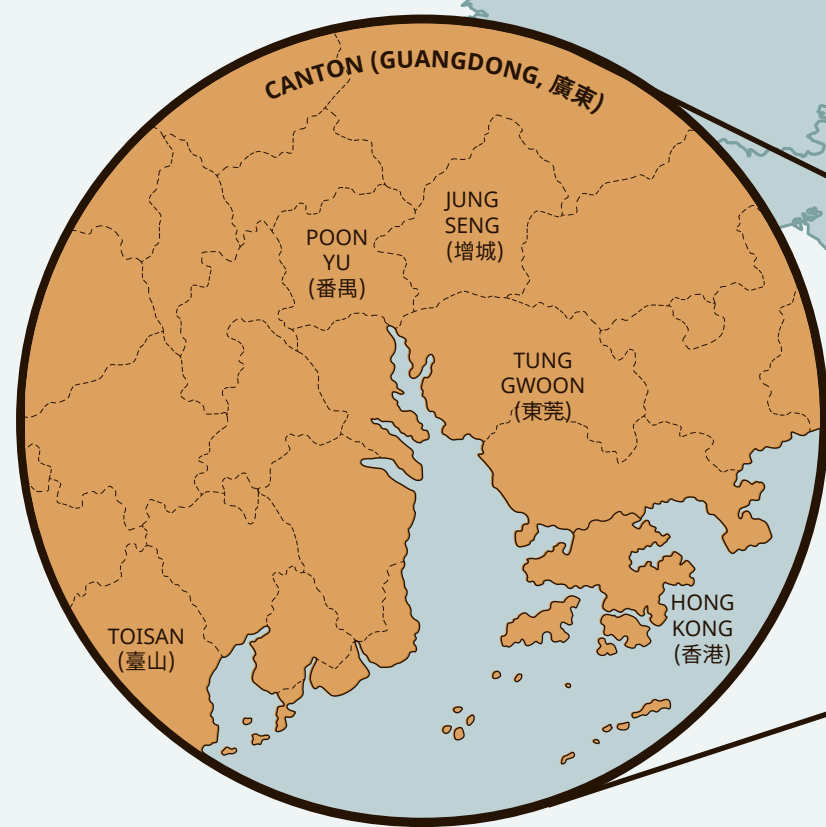 CANTON (GUANGDONG, 廣東)
JUNG
SENG
(增城)
POON
YU
(番禺)
TUNG
GWOON
(東莞)
HONG
KONG
(香港)
TOISAN
(臺山)